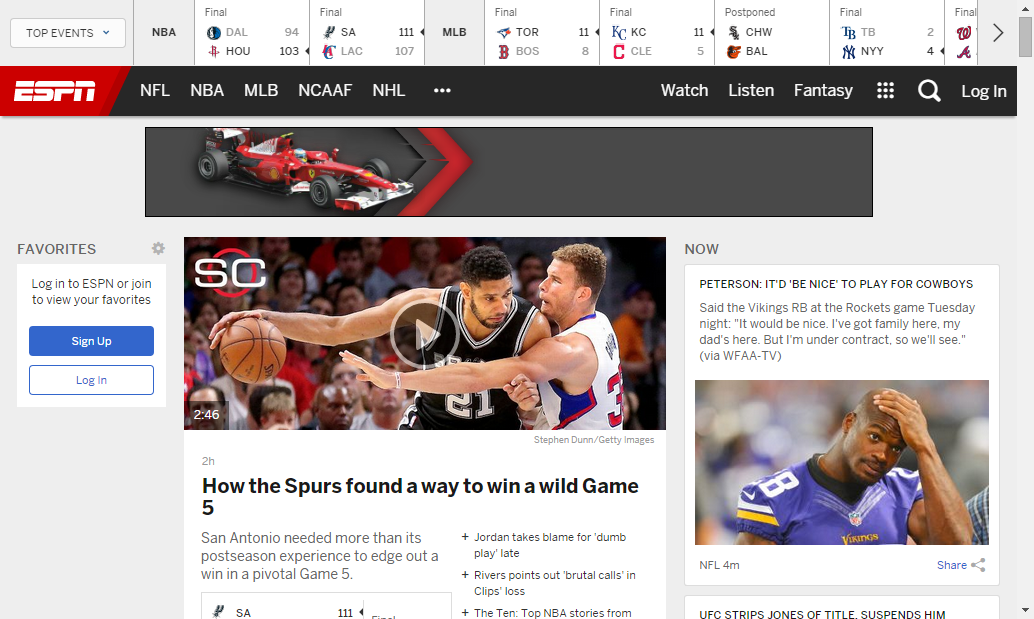 TOP EVENTS
NBA
Final
DAL 94
HOU 103
Final
SA 111
LAC 107
MLB
Final
TOR 11
BOS 8
Final
KC 11
CLE 5
Postponed
CHW
BAL
Final
TB 2
NYY 4
Final
ESPN
NFL NBA MLB NCAAF NHL •••
Watch Listen Fantasy Log In
FAVORITES
Log in to ESPN or join
to view your favorites
Sign Up
Log In
SC
21
3
2:46
Stephen Dunn/Getty Images
2h
How the Spurs found a way to win a wild Game
5
San Antonio needed more than its
postseason experience to edge out a
win in a pivotal Game 5.
SA 111
Final
+ Jordan takes blame for 'dumb
play' late
+ Rivers points out 'brutal calls' in
Clips' loss
+ The Ten: Top NBA stories from
NOW
PETERSON: IT'D 'BE NICE' TO PLAY FOR COWBOYS
Said the Vikings RB at the Rockets game Tuesday
night: "It would be nice. I've got family here, my
dad's here. But I'm under contract, so we'll see."
(via WFAA-TV)
28
VIKINGS
NFL 4m
Share
UFC STRIPS JONES OF TITLE, SUSPENDS HIM